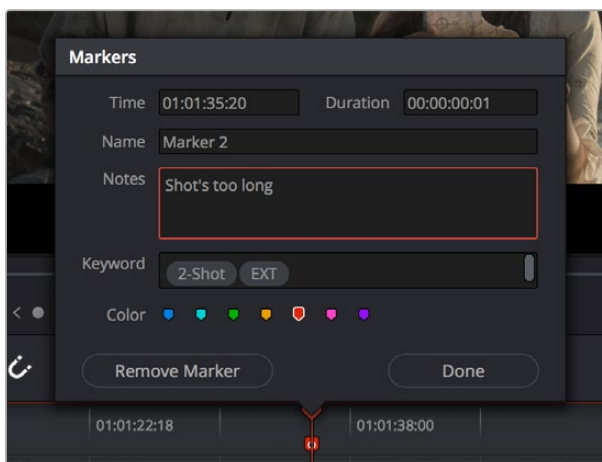 Markers
Time 01:01:35:20 Duration 00:00:00:01
Name Marker 2
Notes Shot's too long
Keyword 2-Shot EXT
Color
Remove Marker Done
01:01:22:18 01:01:38:00